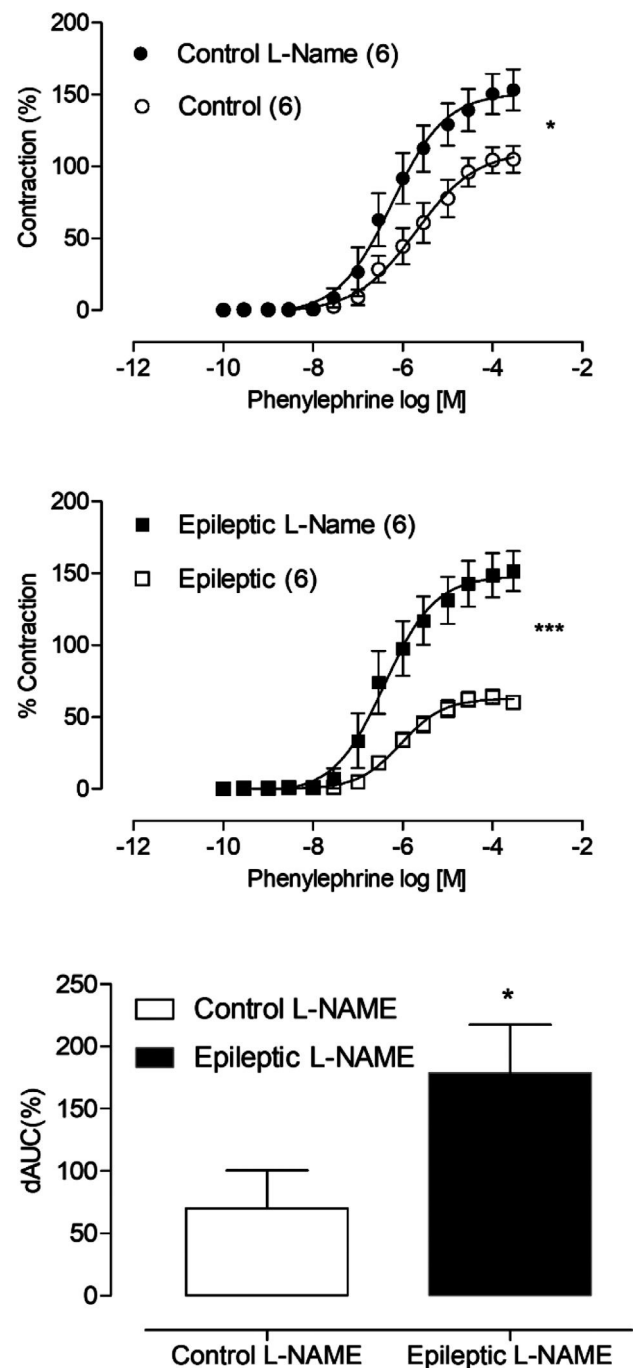 200
150
100
50
0
Contraction (%)
Control L-Name (6)
Control (6)
*
-12 -10 -8 -6 -4 -2
Phenylephrine log [M]
200
150
100
50
0
% Contraction
Epileptic L-Name (6)
Epileptic (6)
***
-12 -10 -8 -6 -4 -2
Phenylephrine log [M]
250
200
150
100
50
0
dAUC(%)
Control L-NAME
Epileptic L-NAME
*
Control L-NAME Epileptic L-NAME